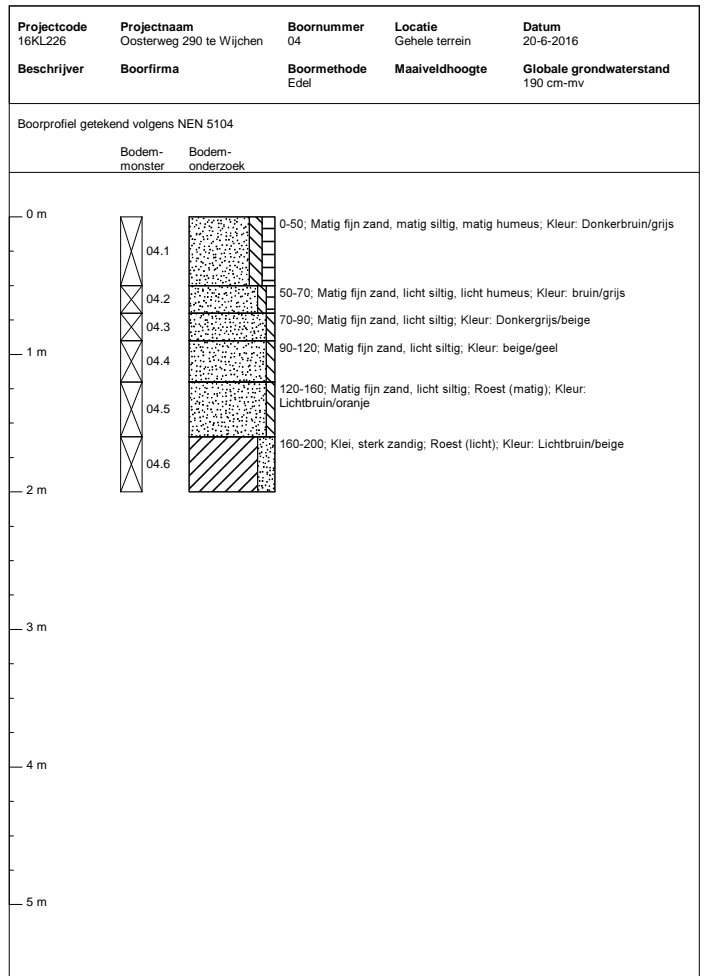 Projectcode Projectnaam Boornummer Locatie Datum
16KL226 Oosterweg 290 te Wijchen 04 Gehele terrein 20-6-2016
Beschrijver Boorfirma Boormethode Maaiveldhoogte Globale grondwaterstand
Edel 190 cm-mv
Boorprofiel getekend volgens NEN 5104
Bodem- Bodem-
monster onderzoek
0 m
0-50; Matig fijn zand, matig siltig, matig humeus; Kleur: Donkerbruin/grijs
04.1
50-70; Matig fijn zand, licht siltig, licht humeus; Kleur: bruin/grijs
04.2
70-90; Matig fijn zand, licht siltig; Kleur: Donkergrijs/beige
04.3
90-120; Matig fijn zand, licht siltig; Kleur: beige/geel
1 m
04.4
120-160; Matig fijn zand, licht siltig; Roest (matig); Kleur:
Lichtbruin/oranje
04.5
160-200; Klei, sterk zandig; Roest (licht); Kleur: Lichtbruin/beige
04.6
2 m
3 m
4 m
5 m